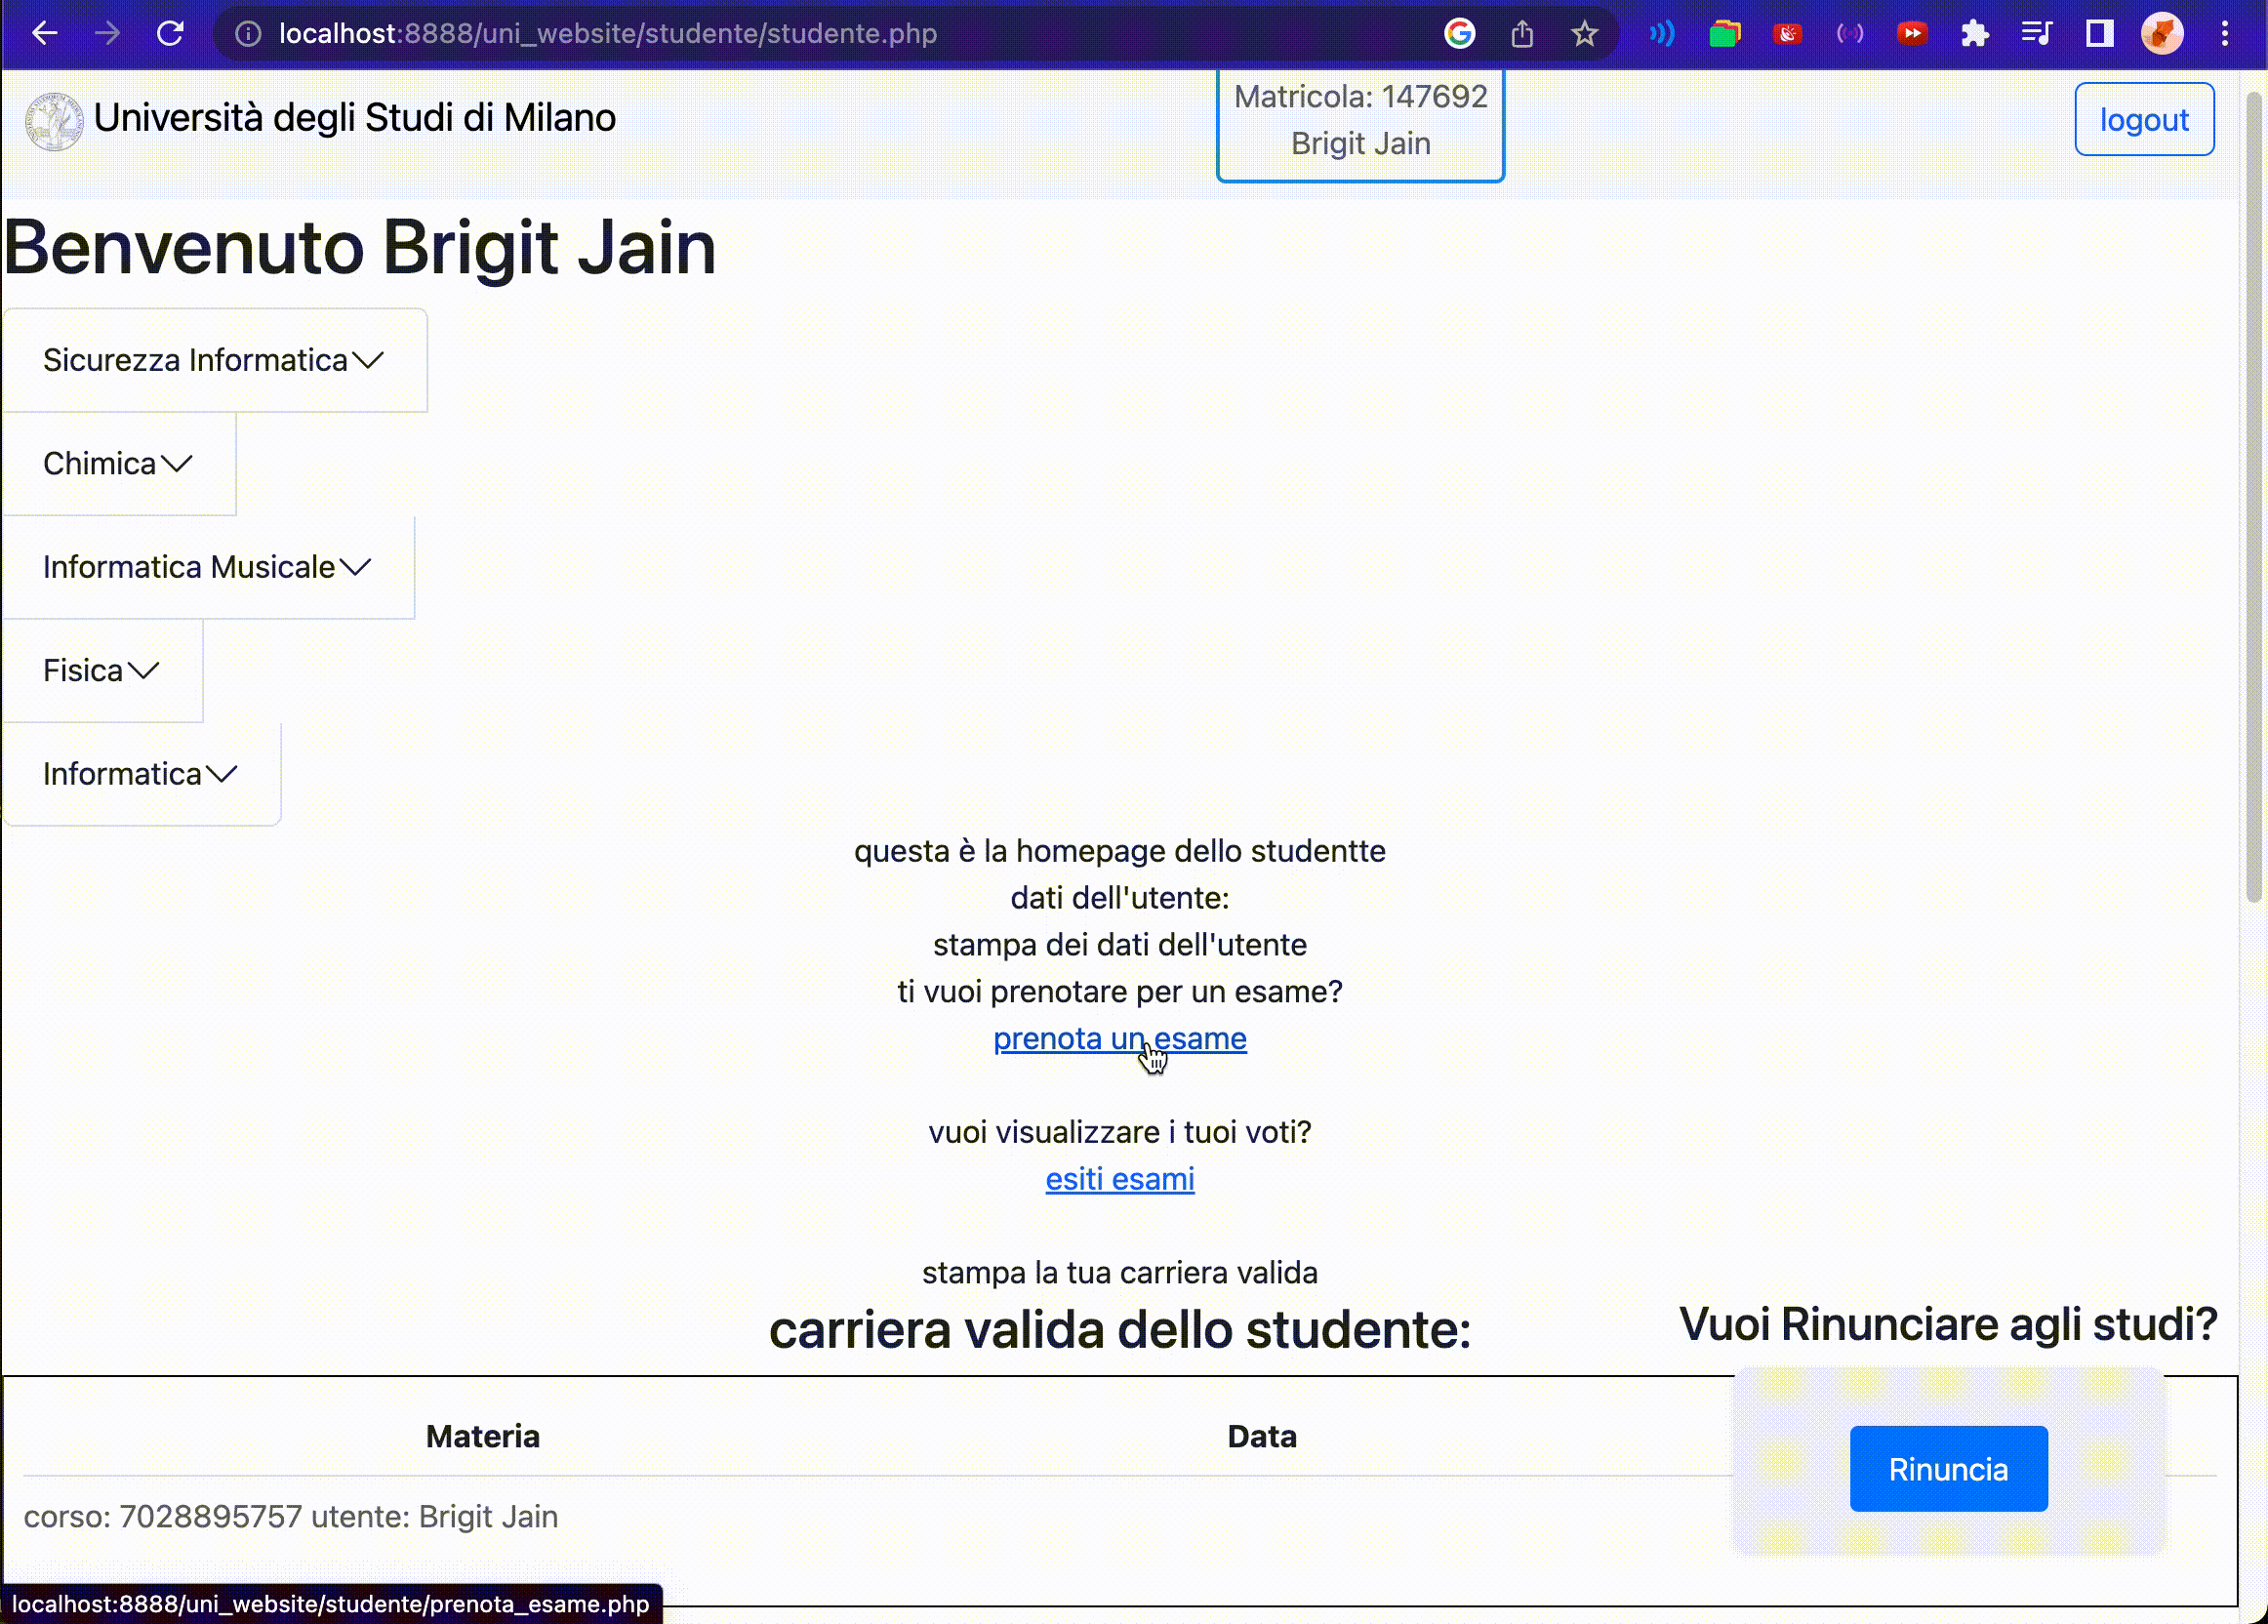 localhost:8888/uni_website/studente/studente.php
Università degli Studi di Milano
Matricola: 147692
Brigit Jain
logout
Benvenuto Brigit Jain
Sicurezza Informatica
Chimica
Informatica Musicale
Fisica
Informatica
questa è la homepage dello studentte
dati dell'utente:
stampa dei dati dell'utente
ti vuoi prenotare per un esame?
prenota un esame
vuoi visualizzare i tuoi voti?
esiti esami
stampa la tua carriera valida
carriera valida dello studente:
Vuoi Rinunciare agli studi?
Materia Data
Rinuncia
corso: 7028895757 utente: Brigit Jain
localhost:8888/uni_website/studente/prenota_esame.php